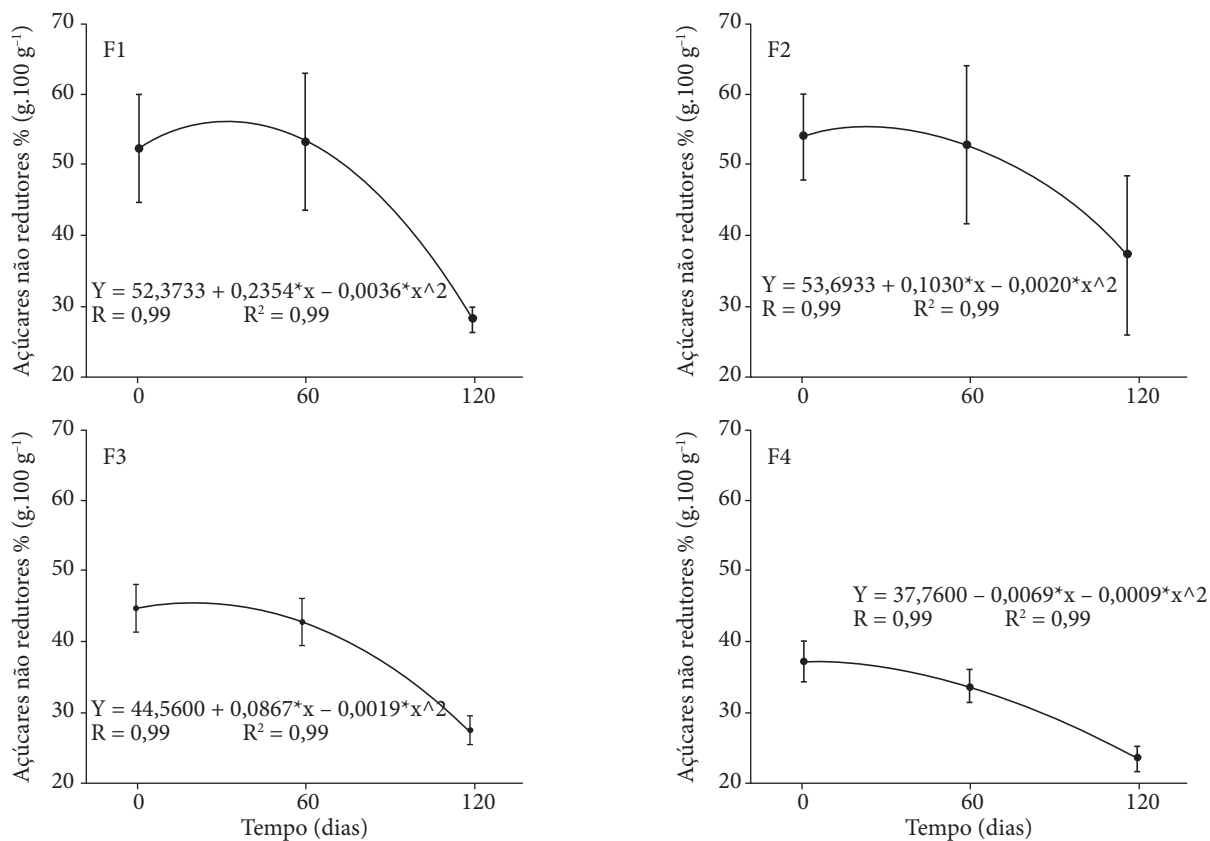 Açúcares não redutores % (g.100 g⁻¹)
70
60
50
40
30
20
F1
Y = 52,3733 + 0,2354*x – 0,0036*x^2
R = 0,99 R² = 0,99
0 60 120
Açúcares não redutores % (g.100 g⁻¹)
70
60
50
40
30
20
F2
Y = 53,6933 + 0,1030*x – 0,0020*x^2
R = 0,99 R² = 0,99
0 60 120
Açúcares não redutores % (g.100 g⁻¹)
70
60
50
40
30
20
F3
Y = 44,5600 + 0,0867*x – 0,0019*x^2
R = 0,99 R² = 0,99
0 60 120
Tempo (dias)
Açúcares não redutores % (g.100 g⁻¹)
70
60
50
40
30
20
F4
Y = 37,7600 – 0,0069*x – 0,0009*x^2
R = 0,99 R² = 0,99
0 60 120
Tempo (dias)